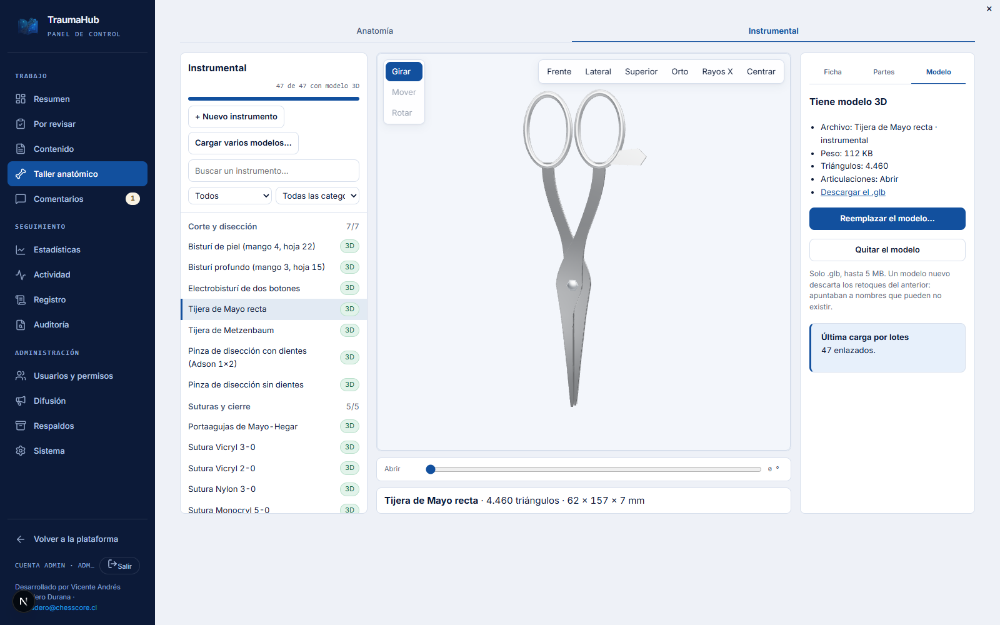 TraumaHub
PANEL DE CONTROL
TRABAJO
Resumen
Por revisar
Contenido
Taller anatómico
Comentarios
1
SEGUIMIENTO
Estadísticas
Actividad
Registro
Auditoría
ADMINISTRACIÓN
Usuarios y permisos
Difusión
Respaldos
Sistema
Volver a la plataforma
CUENTA ADMIN · ADM…
Salir
Desarrollado por Vicente Andrés
ero Durana ·
dero@chesscore.cl
N
×
Anatomía
Instrumental
Instrumental
47 de 47 con modelo 3D
+ Nuevo instrumento
Cargar varios modelos…
Buscar un instrumento…
Todos
Todas las catego
Corte y disección 7/7
Bisturí de piel (mango 4, hoja 22) 3D
Bisturí profundo (mango 3, hoja 15) 3D
Electrobisturí de dos botones 3D
Tijera de Mayo recta 3D
Tijera de Metzenbaum 3D
Pinza de disección con dientes
(Adson 1×2) 3D
Pinza de disección sin dientes 3D
Suturas y cierre 5/5
Portaagujas de Mayo-Hegar 3D
Sutura Vicryl 3-0 3D
Sutura Vicryl 2-0 3D
Sutura Nylon 3-0 3D
Sutura Monocryl 5-0 3D
Girar
Mover
Rotar
Frente Lateral Superior Orto Rayos X Centrar
Abrir 0 °
Tijera de Mayo recta · 4.460 triángulos · 62 × 157 × 7 mm
Ficha Partes Modelo
Tiene modelo 3D
• Archivo: Tijera de Mayo recta ·
instrumental
• Peso: 112 KB
• Triángulos: 4.460
• Articulaciones: Abrir
• Descargar el .glb
Reemplazar el modelo…
Quitar el modelo
Solo .glb, hasta 5 MB. Un modelo nuevo
descarta los retoques del anterior:
apuntaban a nombres que pueden no
existir.
Última carga por lotes
47 enlazados.